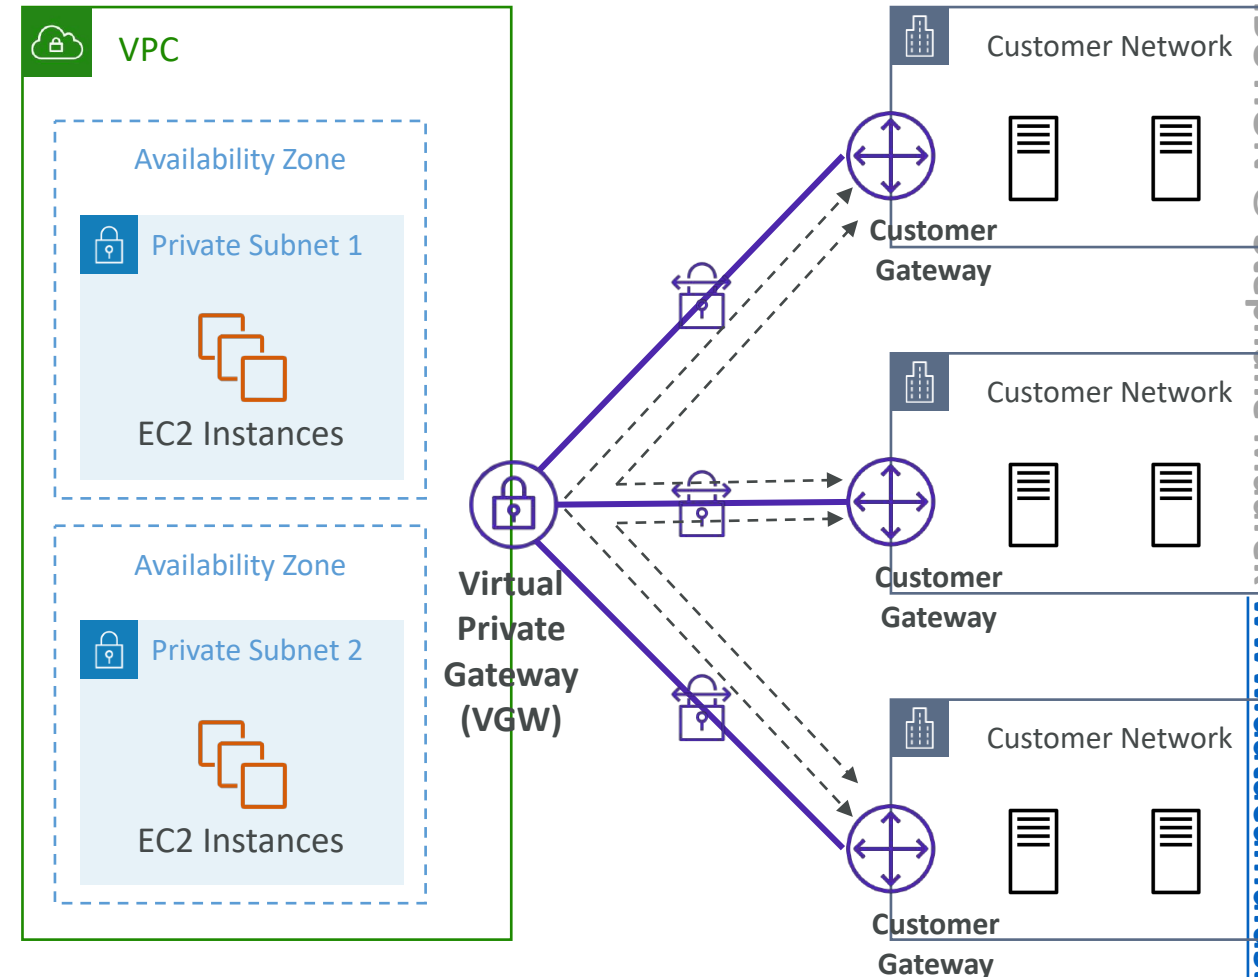 VPC
Availability Zone
Private Subnet 1
EC2 Instances
Availability Zone
Private Subnet 2
EC2 Instances
Virtual
Private
Gateway
(VGW)
Customer Network
Customer
Gateway
Customer Network
Customer
Gateway
Customer Network
Customer
Gateway